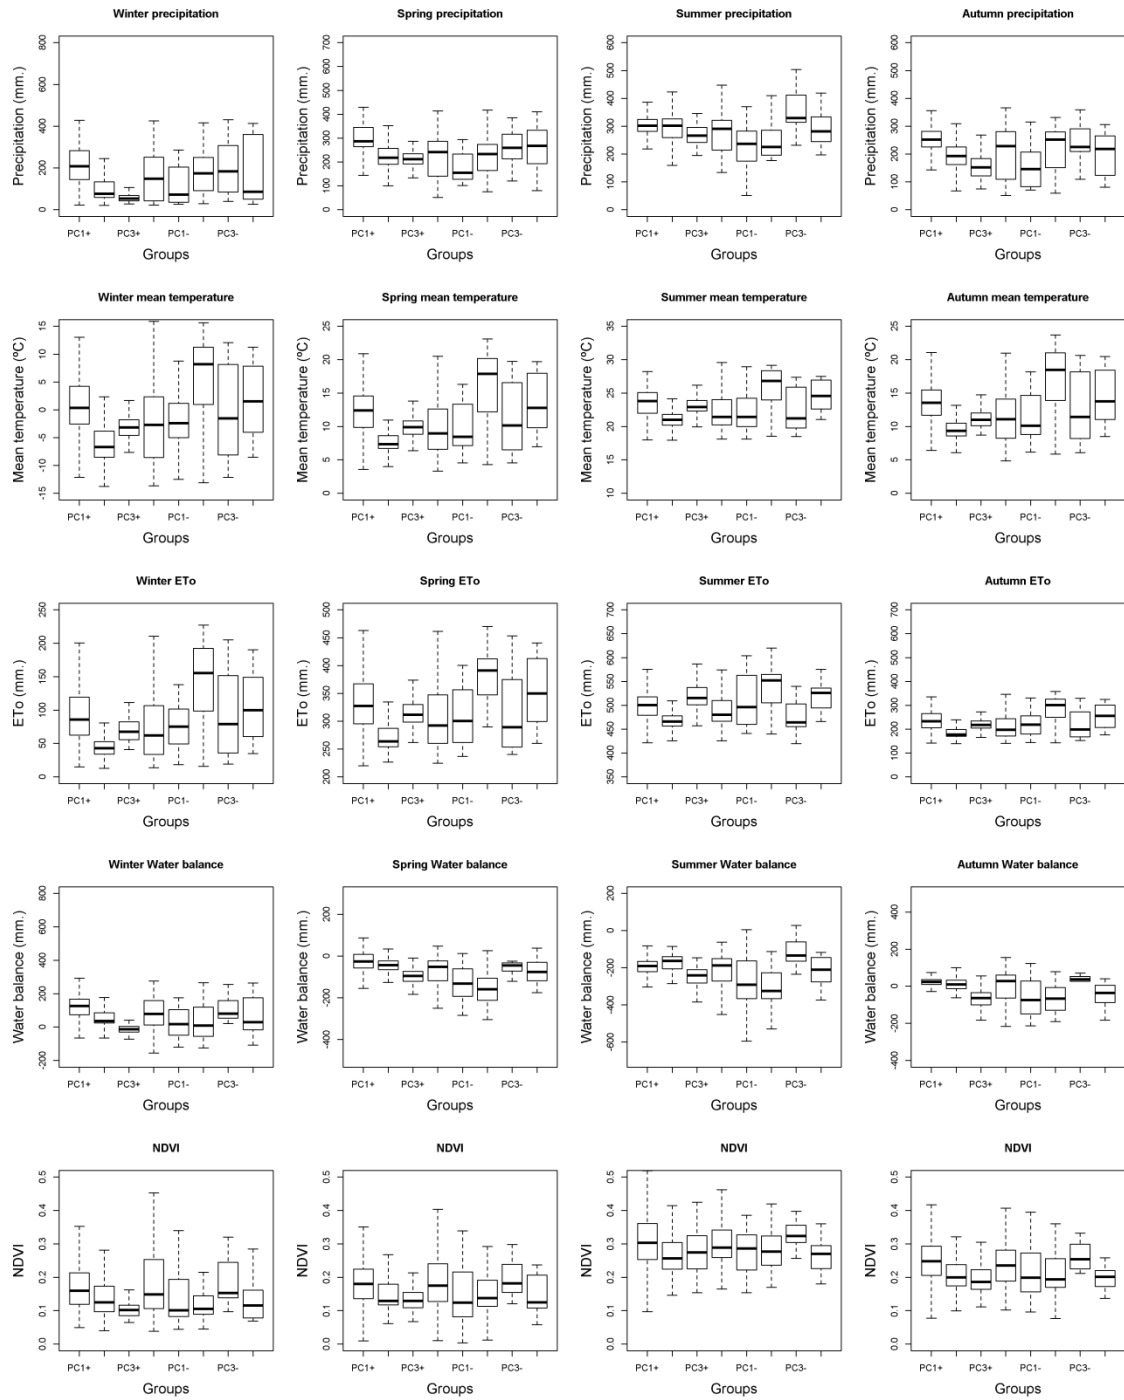 Winter precipitation
Spring precipitation
Summer precipitation
Autumn precipitation
Precipitation (mm.)
0 200 400 600 800
PC1+ PC3+ PC1- PC3-
Groups
Precipitation (mm.)
0 100 200 300 400 500 600 700
PC1+ PC3+ PC1- PC3-
Groups
Precipitation (mm.)
0 100 200 300 400 500 600
PC1+ PC3+ PC1- PC3-
Groups
Precipitation (mm.)
0 100 200 300 400 500 600
PC1+ PC3+ PC1- PC3-
Groups
Winter mean temperature
Spring mean temperature
Summer mean temperature
Autumn mean temperature
Mean temperature (ºC)
-15 -10 -5 0 5 10 15
PC1+ PC3+ PC1- PC3-
Groups
Mean temperature (ºC)
0 5 10 15 20 25
PC1+ PC3+ PC1- PC3-
Groups
Mean temperature (ºC)
10 15 20 25 30 35
PC1+ PC3+ PC1- PC3-
Groups
Mean temperature (ºC)
0 5 10 15 20 25
PC1+ PC3+ PC1- PC3-
Groups
Winter ETo
Spring ETo
Summer ETo
Autumn ETo
ETo (mm.)
0 50 100 150 200 250
PC1+ PC3+ PC1- PC3-
Groups
ETo (mm.)
200 250 300 350 400 450 500
PC1+ PC3+ PC1- PC3-
Groups
ETo (mm.)
350 400 450 500 550 600 650 700
PC1+ PC3+ PC1- PC3-
Groups
ETo (mm.)
0 100 200 300 400 500 600 700
PC1+ PC3+ PC1- PC3-
Groups
Winter Water balance
Spring Water balance
Summer Water balance
Autumn Water balance
Water balance (mm.)
-200 0 200 400 600 800
PC1+ PC3+ PC1- PC3-
Groups
Water balance (mm.)
-400 -200 0 200
PC1+ PC3+ PC1- PC3-
Groups
Water balance (mm.)
-600 -400 -200 0 200
PC1+ PC3+ PC1- PC3-
Groups
Water balance (mm.)
-400 -200 0 200 400
PC1+ PC3+ PC1- PC3-
Groups
NDVI
NDVI
NDVI
NDVI
NDVI
0.0 0.1 0.2 0.3 0.4 0.5
PC1+ PC3+ PC1- PC3-
Groups
NDVI
0.0 0.1 0.2 0.3 0.4 0.5
PC1+ PC3+ PC1- PC3-
Groups
NDVI
0.0 0.1 0.2 0.3 0.4 0.5
PC1+ PC3+ PC1- PC3-
Groups
NDVI
0.0 0.1 0.2 0.3 0.4 0.5
PC1+ PC3+ PC1- PC3-
Groups